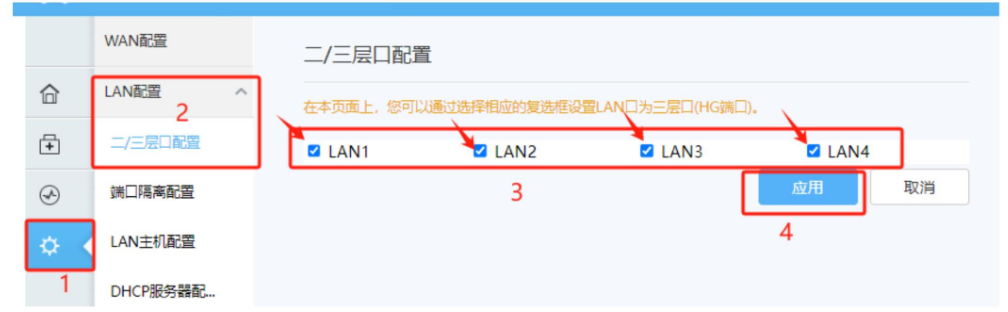 WAN配置
二/三层口配置
LAN配置
2
在本页面上，您可以通过选择相应的复选框设置LAN口为三层口(HG端口)。
二/三层口配置
LAN1 LAN2 LAN3 LAN4
3
应用 取消
端口隔离配置
4
LAN主机配置
1
DHCP服务器配...